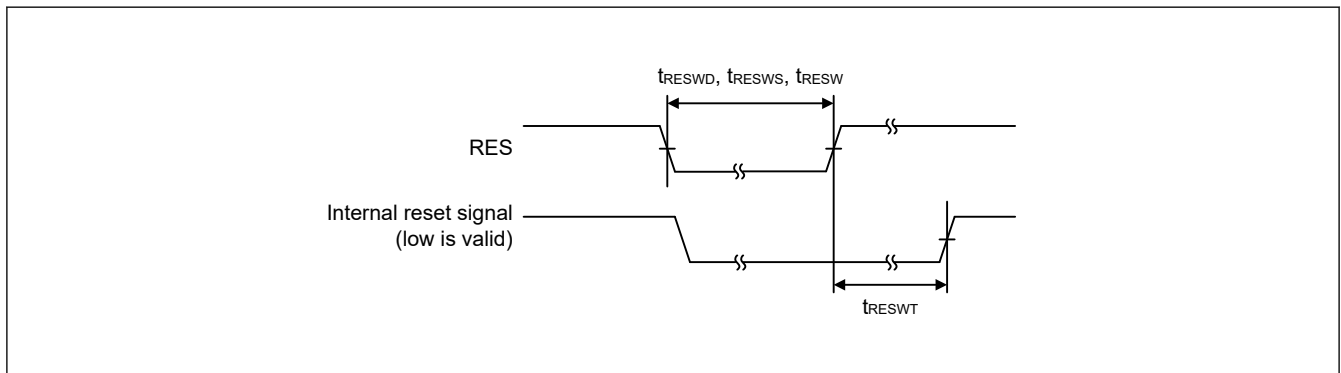 tRESWD, tRESWS, tRESW
RES
Internal reset signal
(low is valid)
tRESWT